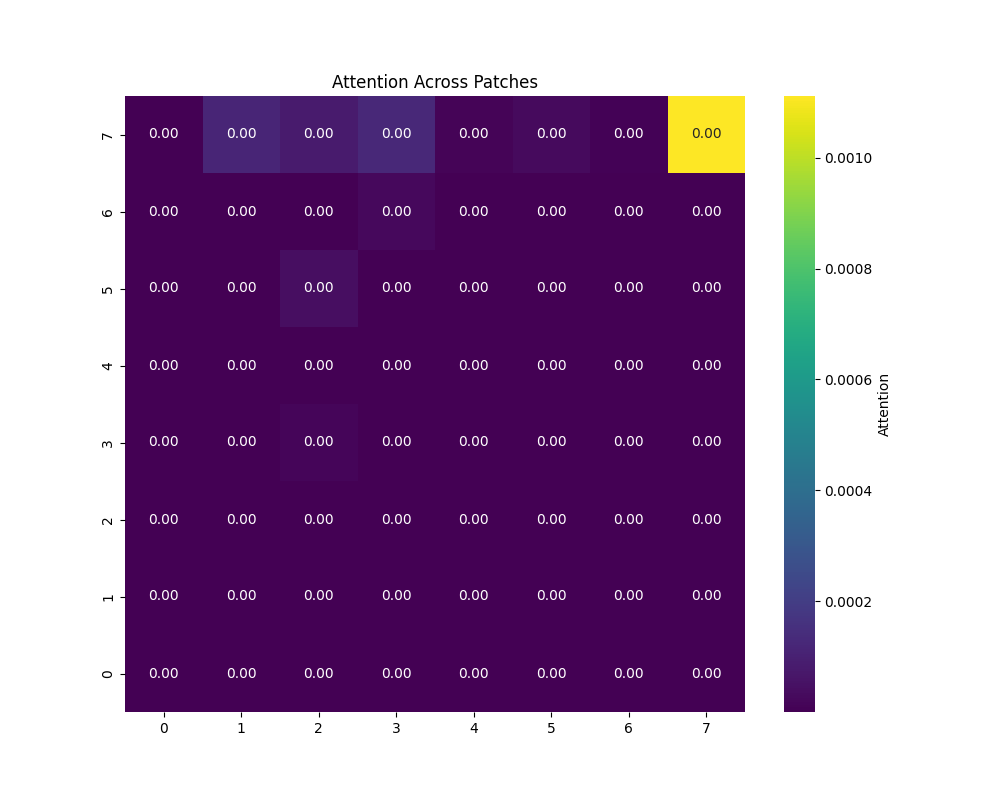 Attention Across Patches
7 0.00 0.00 0.00 0.00 0.00 0.00 0.00 0.00
6 0.00 0.00 0.00 0.00 0.00 0.00 0.00 0.00
5 0.00 0.00 0.00 0.00 0.00 0.00 0.00 0.00
4 0.00 0.00 0.00 0.00 0.00 0.00 0.00 0.00
3 0.00 0.00 0.00 0.00 0.00 0.00 0.00 0.00
2 0.00 0.00 0.00 0.00 0.00 0.00 0.00 0.00
1 0.00 0.00 0.00 0.00 0.00 0.00 0.00 0.00
0 0.00 0.00 0.00 0.00 0.00 0.00 0.00 0.00
0 1 2 3 4 5 6 7
0.0010
0.0008
0.0006
0.0004
0.0002
Attention